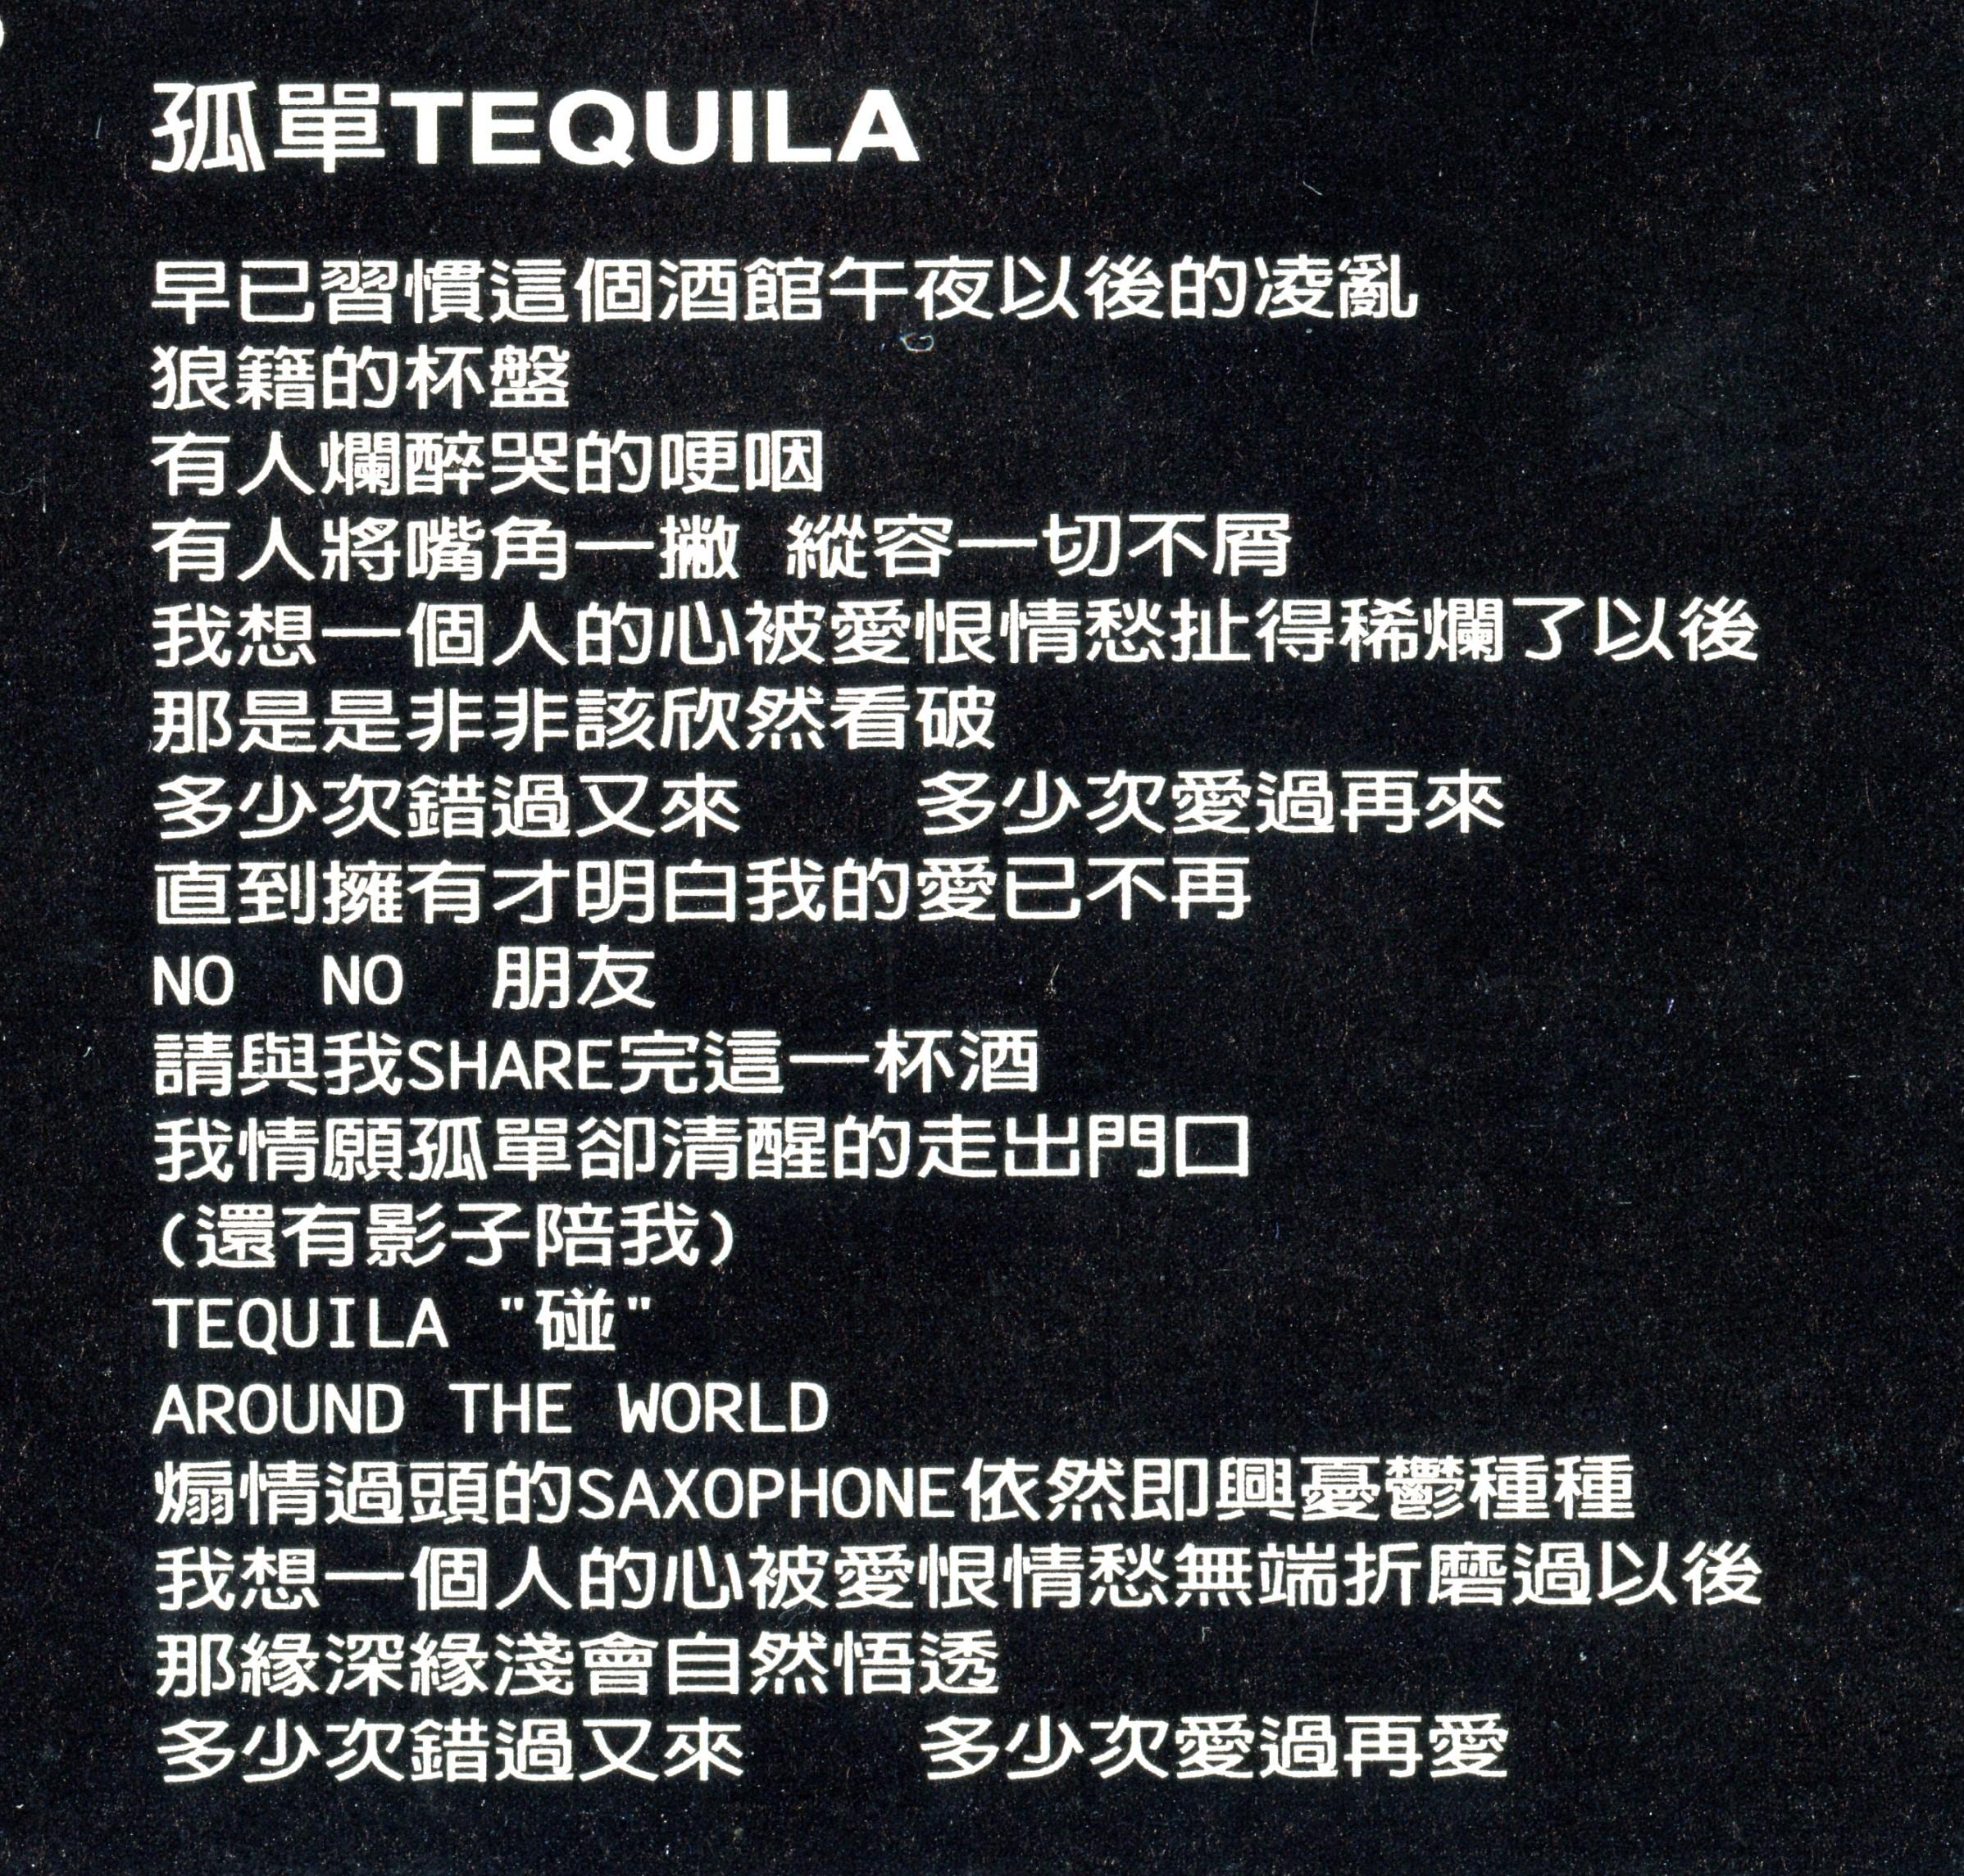 孤單TEQUILA
早已習慣這個酒館午夜以後的凌亂
狼籍的杯盤
有人爛醉哭的哽咽
有人將嘴角一撇 縱容一切不屑
我想一個人的心被愛恨情愁扯得稀爛了以後
那是是非非該欣然看破
多少次錯過又來 多少次愛過再來
直到擁有才明白我的愛已不再
NO NO 朋友
請與我SHARE完這一杯酒
我情願孤單卻清醒的走出門口
(還有影子陪我)
TEQUILA "碰"
AROUND THE WORLD
煽情過頭的SAXOPHONE依然即興憂鬱種種
我想一個人的心被愛恨情愁無端折磨過以後
那緣深緣淺會自然悟透
多少次錯過又來 多少次愛過再愛